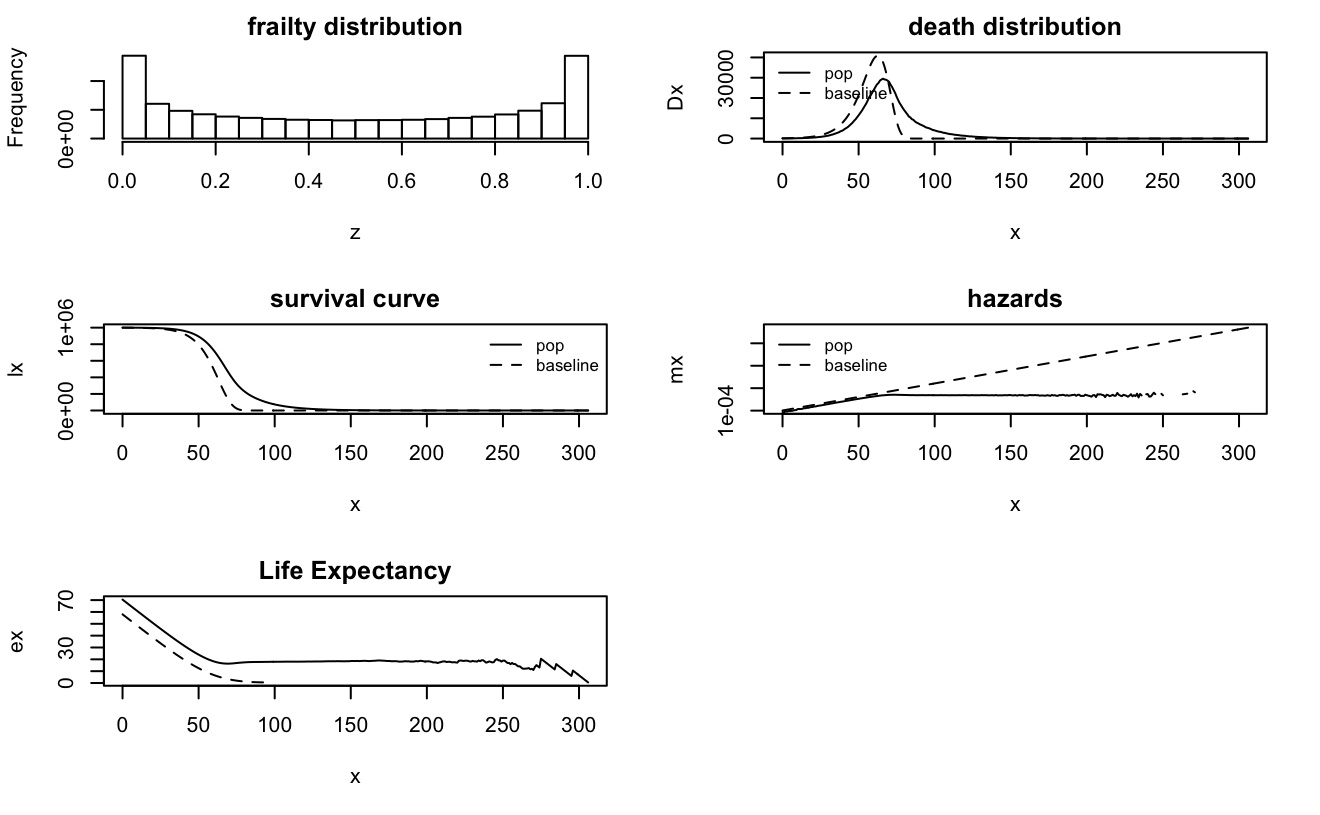 frailty distribution
Frequency
0e+00
0.0 0.2 0.4 0.6 0.8 1.0
z
death distribution
Dx
0 30000
pop
baseline
0 50 100 150 200 250 300
x
survival curve
lx
0e+00 1e+06
pop
baseline
0 50 100 150 200 250 300
x
hazards
mx
1e-04
pop
baseline
0 50 100 150 200 250 300
x
Life Expectancy
ex
0 30 70
0 50 100 150 200 250 300
x